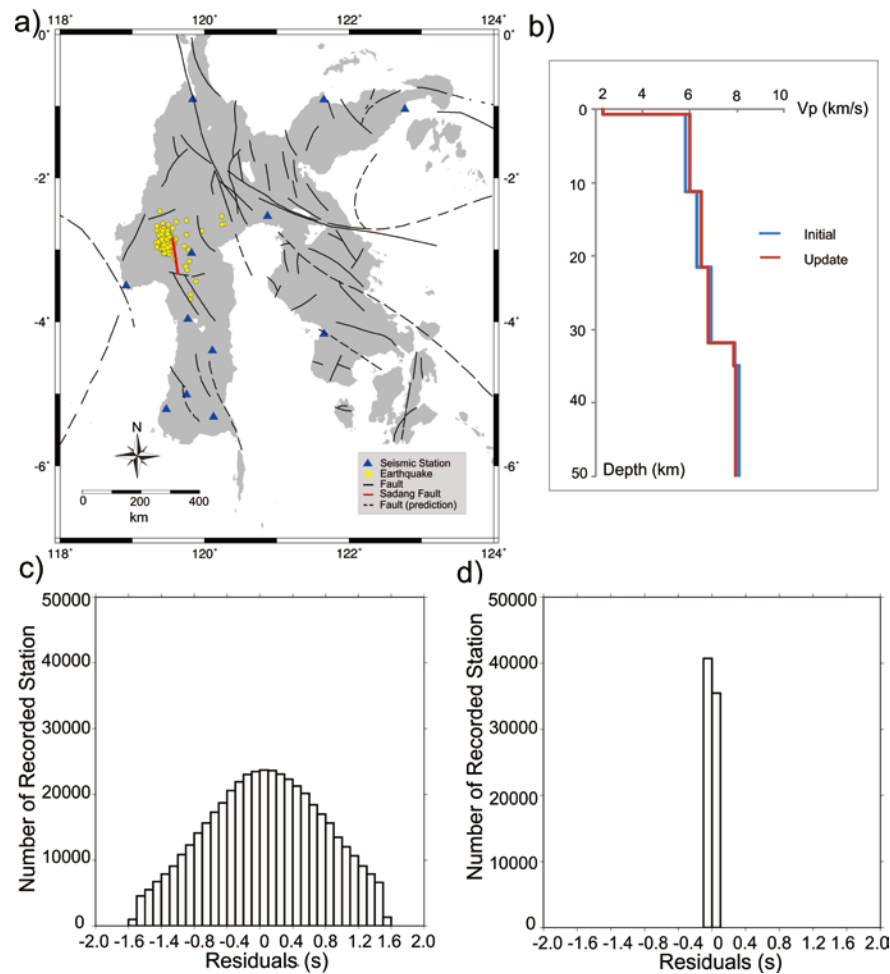 a)
118˚
120˚
122˚
124˚
0˚
-2˚
-4˚
-6˚
N
0 200 400
km
Seismic Station
Earthquake
Fault
Sadang Fault
Fault (prediction)
118˚
120˚
122˚
124˚
b)
2 4 6 8 10
Vp (km/s)
0
10
20
30
40
50
Initial
Update
Depth (km)
c)
50000
40000
30000
20000
10000
0
Number of Recorded Station
-2.0 -1.6 -1.2 -0.8 -0.4 0 0.4 0.8 1.2 1.6 2.0
Residuals (s)
d)
50000
40000
30000
20000
10000
0
Number of Recorded Station
-2.0 -1.6 -1.2 -0.8 -0.4 0 0.4 0.8 1.2 1.6 2.0
Residuals (s)